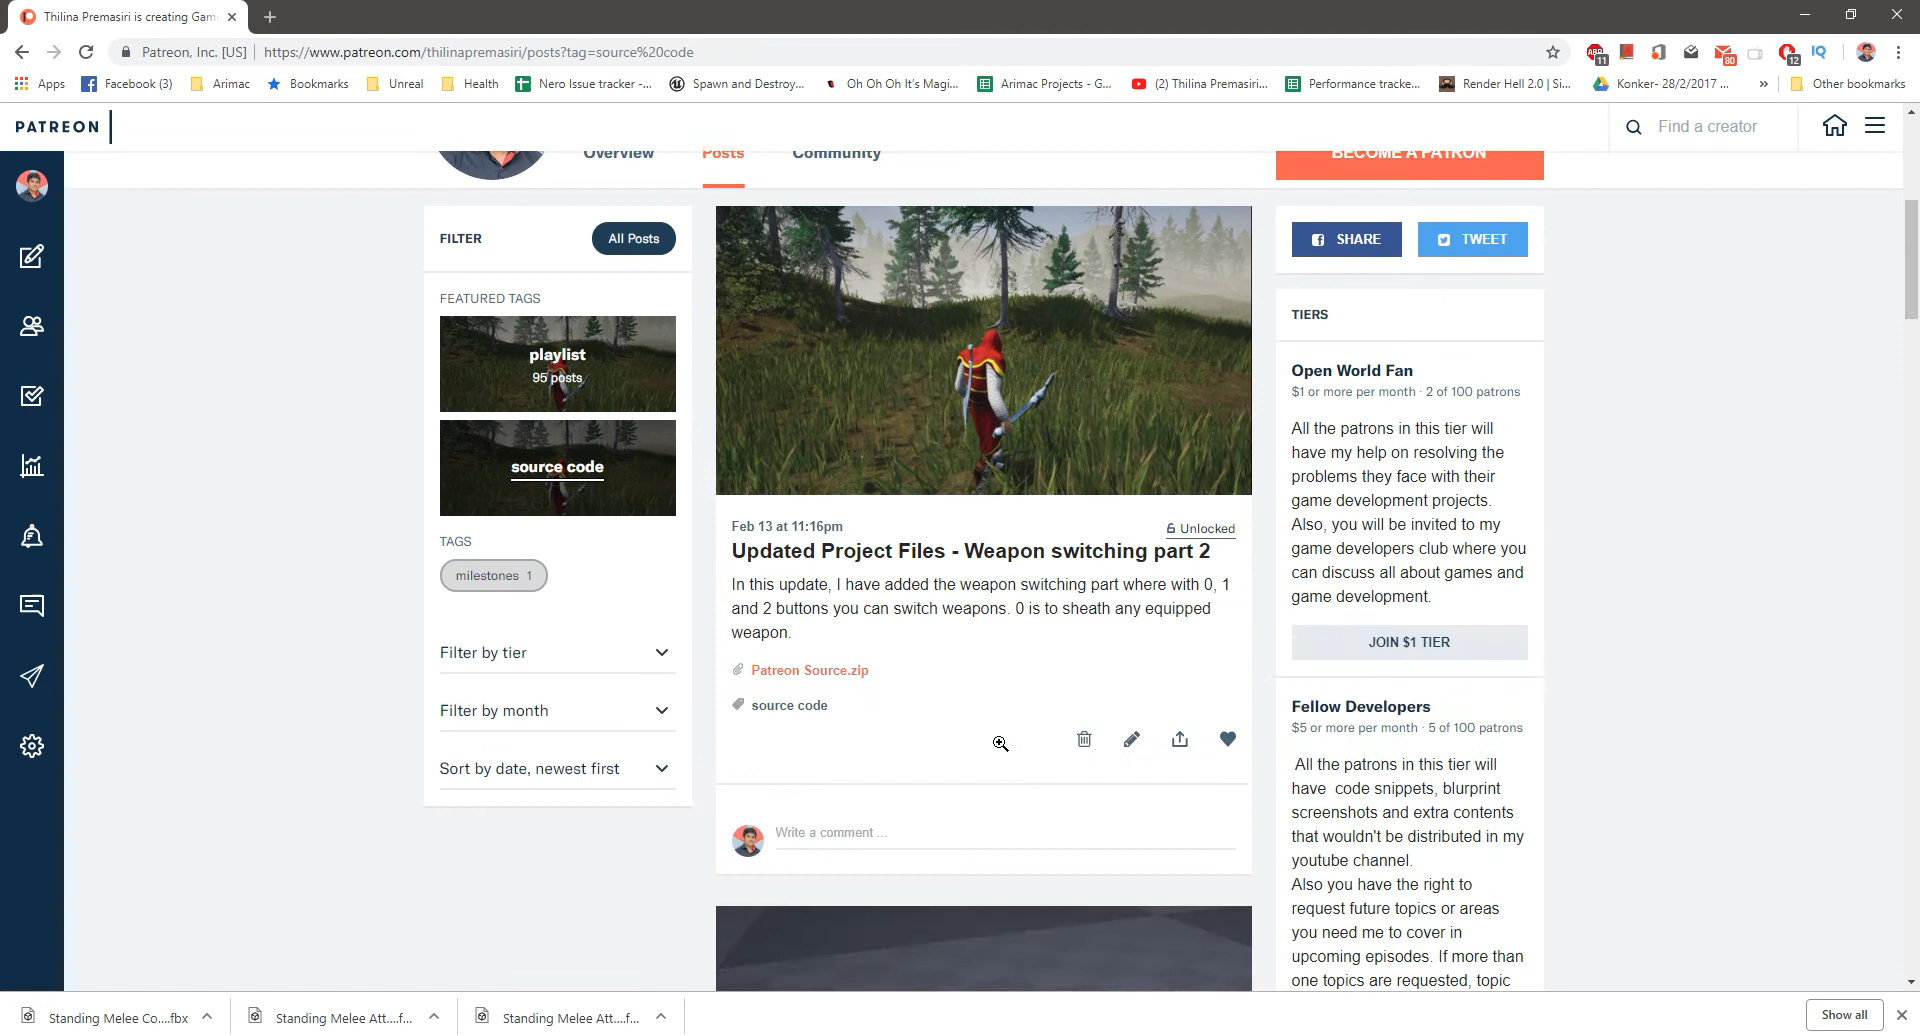 Thilina Premasiri is creating Gam
Patreon, Inc. [US] https://www.patreon.com/thilinapremasiri/posts?tag=source%20code
11 80 12
Apps Facebook (3) Arimac Bookmarks Unreal Health Nero Issue tracker -... Spawn and Destroy... Oh Oh Oh It's Magi... Arimac Projects - G... (2) Thilina Premasiri... Performance tracke... Render Hell 2.0 | Si... Konker- 28/2/2017 ... » Other bookmarks
PATREON Find a creator
Overview Posts Community BECOME A PATRON
FILTER All Posts
FEATURED TAGS
playlist
95 posts
source code
TAGS
milestones 1
Filter by tier
Filter by month
Sort by date, newest first
Feb 13 at 11:16pm Unlocked
Updated Project Files - Weapon switching part 2
In this update, I have added the weapon switching part where with 0, 1
and 2 buttons you can switch weapons. 0 is to sheath any equipped
weapon.
Patreon Source.zip
source code
Write a comment ...
SHARE TWEET
TIERS
Open World Fan
$1 or more per month · 2 of 100 patrons
All the patrons in this tier will
have my help on resolving the
problems they face with their
game development projects.
Also, you will be invited to my
game developers club where you
can discuss all about games and
game development.
JOIN $1 TIER
Fellow Developers
$5 or more per month · 5 of 100 patrons
All the patrons in this tier will
have code snippets, blurprint
screenshots and extra contents
that wouldn't be distributed in my
youtube channel.
Also you have the right to
request future topics or areas
you need me to cover in
upcoming episodes. If more than
one topics are requested, topic
Standing Melee Co....fbx Standing Melee Att....f... Standing Melee Att....f... Show all